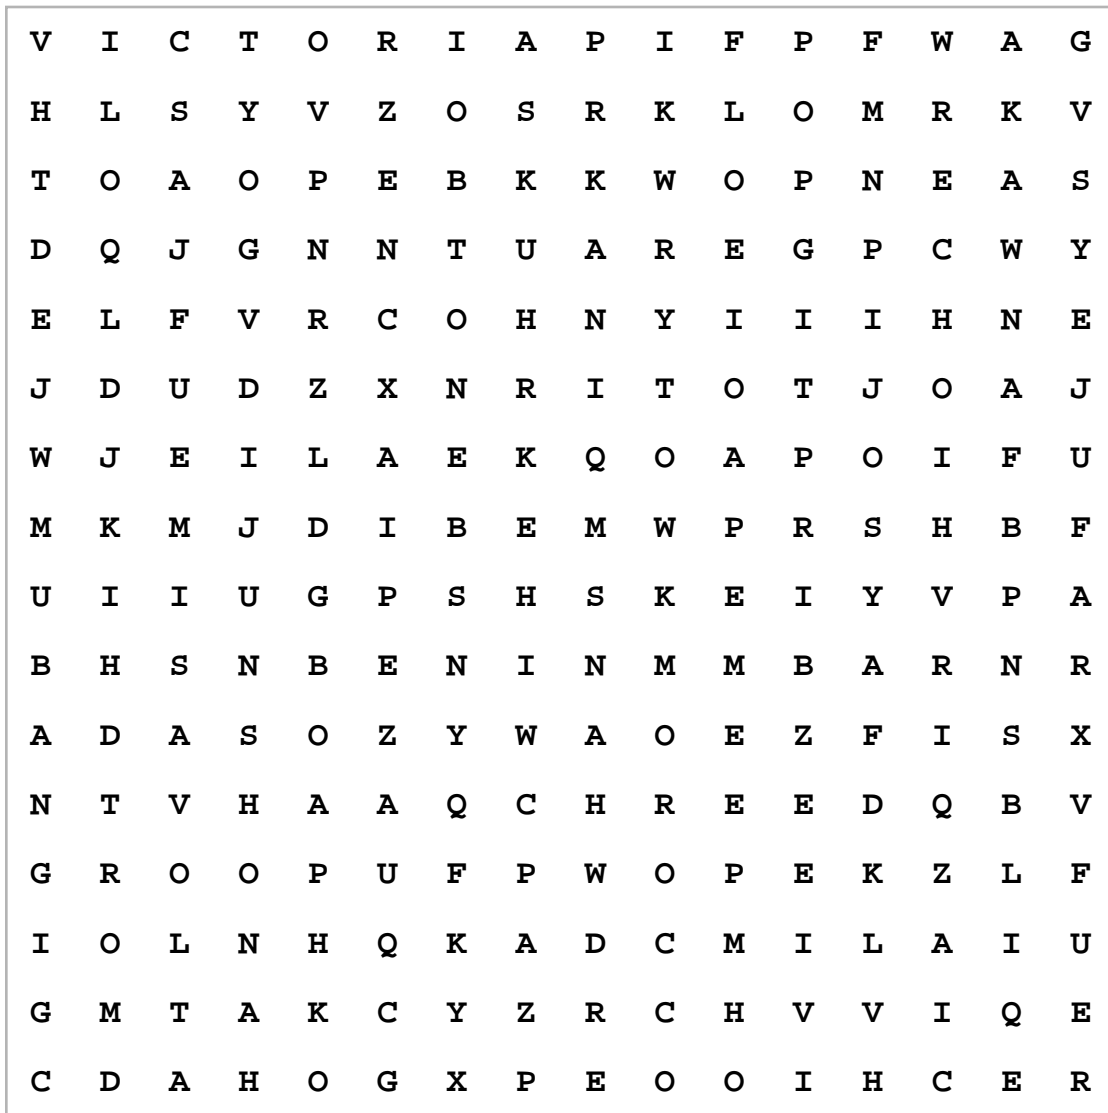 V I C T O R I A P I F P F W A G
H L S Y V Z O S R K L O M R K V
T O A O P E B K K W O P N E A S
D Q J G N N T U A R E G P C W Y
E L F V R C O H N Y I I I H N E
J D U D Z X N R I T O T J O A J
W J E I L A E K Q O A P O I F U
M K M J D I B E M W P R S H B F
U I I U G P S H S K E I Y V P A
B H S N B E N I N M M B A R N R
A D A S O Z Y W A O E Z F I S X
N T V H A A Q C H R E E D Q B V
G R O O P U F P W O P E K Z L F
I O L N H Q K A D C M I L A I U
G M T A K C Y Z R C H V V I Q E
C D A H O G X P E O O I H C E R